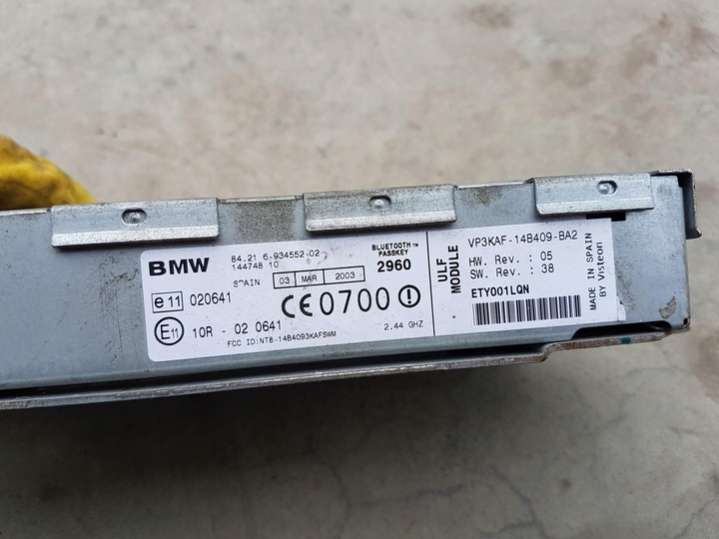 BMW
84.21 6-934552-02
144748 10
SPAIN 03 MAR 2003
BLUETOOTH™
PASSKEY
2960
e 11 020641
CE0700
E11 10R - 02 0641
FCC ID:NT8-14B4093KAFSWM
2.44 GHZ
ULF
MODULE
VP3KAF-14B409-BA2
HW. Rev. : 05
SW. Rev. : 38
ETY001LQN
MADE IN SPAIN
BY Visteon